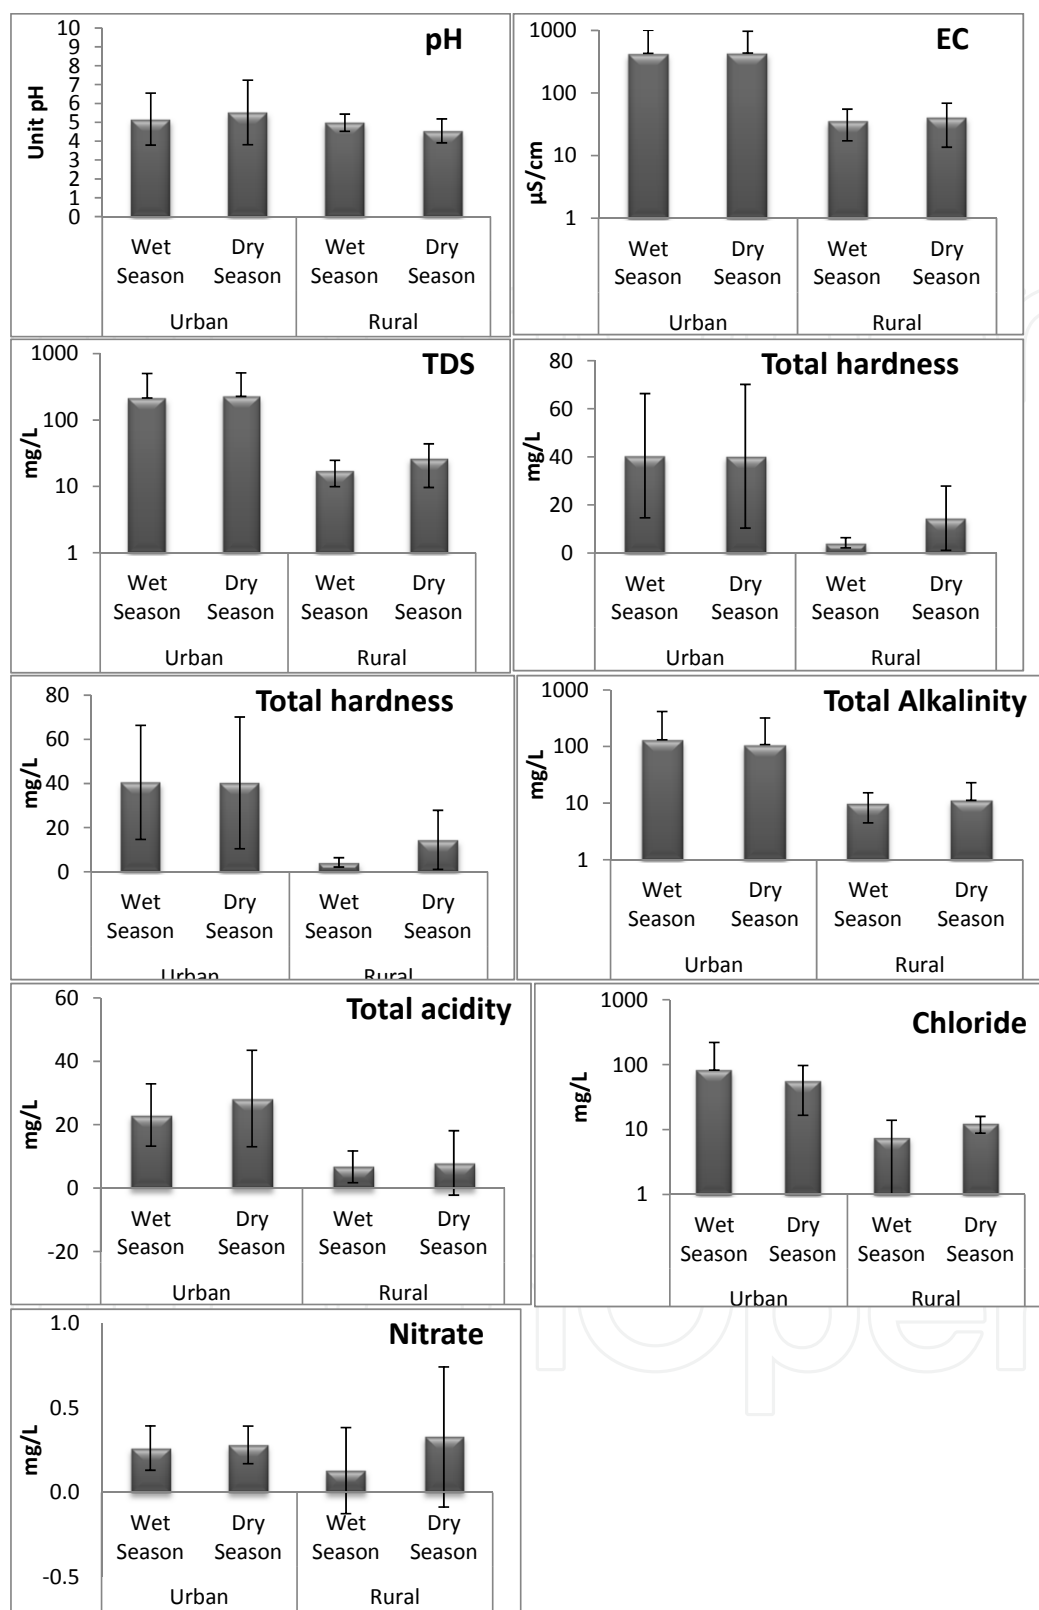 pH
Unit pH
10
9
8
7
6
5
4
3
2
1
0
Wet Season
Dry Season
Wet Season
Dry Season
Urban
Rural
EC
µS/cm
1000
100
10
1
Wet Season
Dry Season
Wet Season
Dry Season
Urban
Rural
TDS
mg/L
1000
100
10
1
Wet Season
Dry Season
Wet Season
Dry Season
Urban
Rural
Total hardness
mg/L
80
60
40
20
0
Wet Season
Dry Season
Wet Season
Dry Season
Urban
Rural
Total hardness
mg/L
80
60
40
20
0
Wet Season
Dry Season
Wet Season
Dry Season
Urban
Rural
Total Alkalinity
mg/L
1000
100
10
1
Wet Season
Dry Season
Wet Season
Dry Season
Urban
Rural
Total acidity
mg/L
60
40
20
0
-20
Wet Season
Dry Season
Wet Season
Dry Season
Urban
Rural
Chloride
mg/L
1000
100
10
1
Wet Season
Dry Season
Wet Season
Dry Season
Urban
Rural
Nitrate
mg/L
1.0
0.5
0.0
-0.5
Wet Season
Dry Season
Wet Season
Dry Season
Urban
Rural